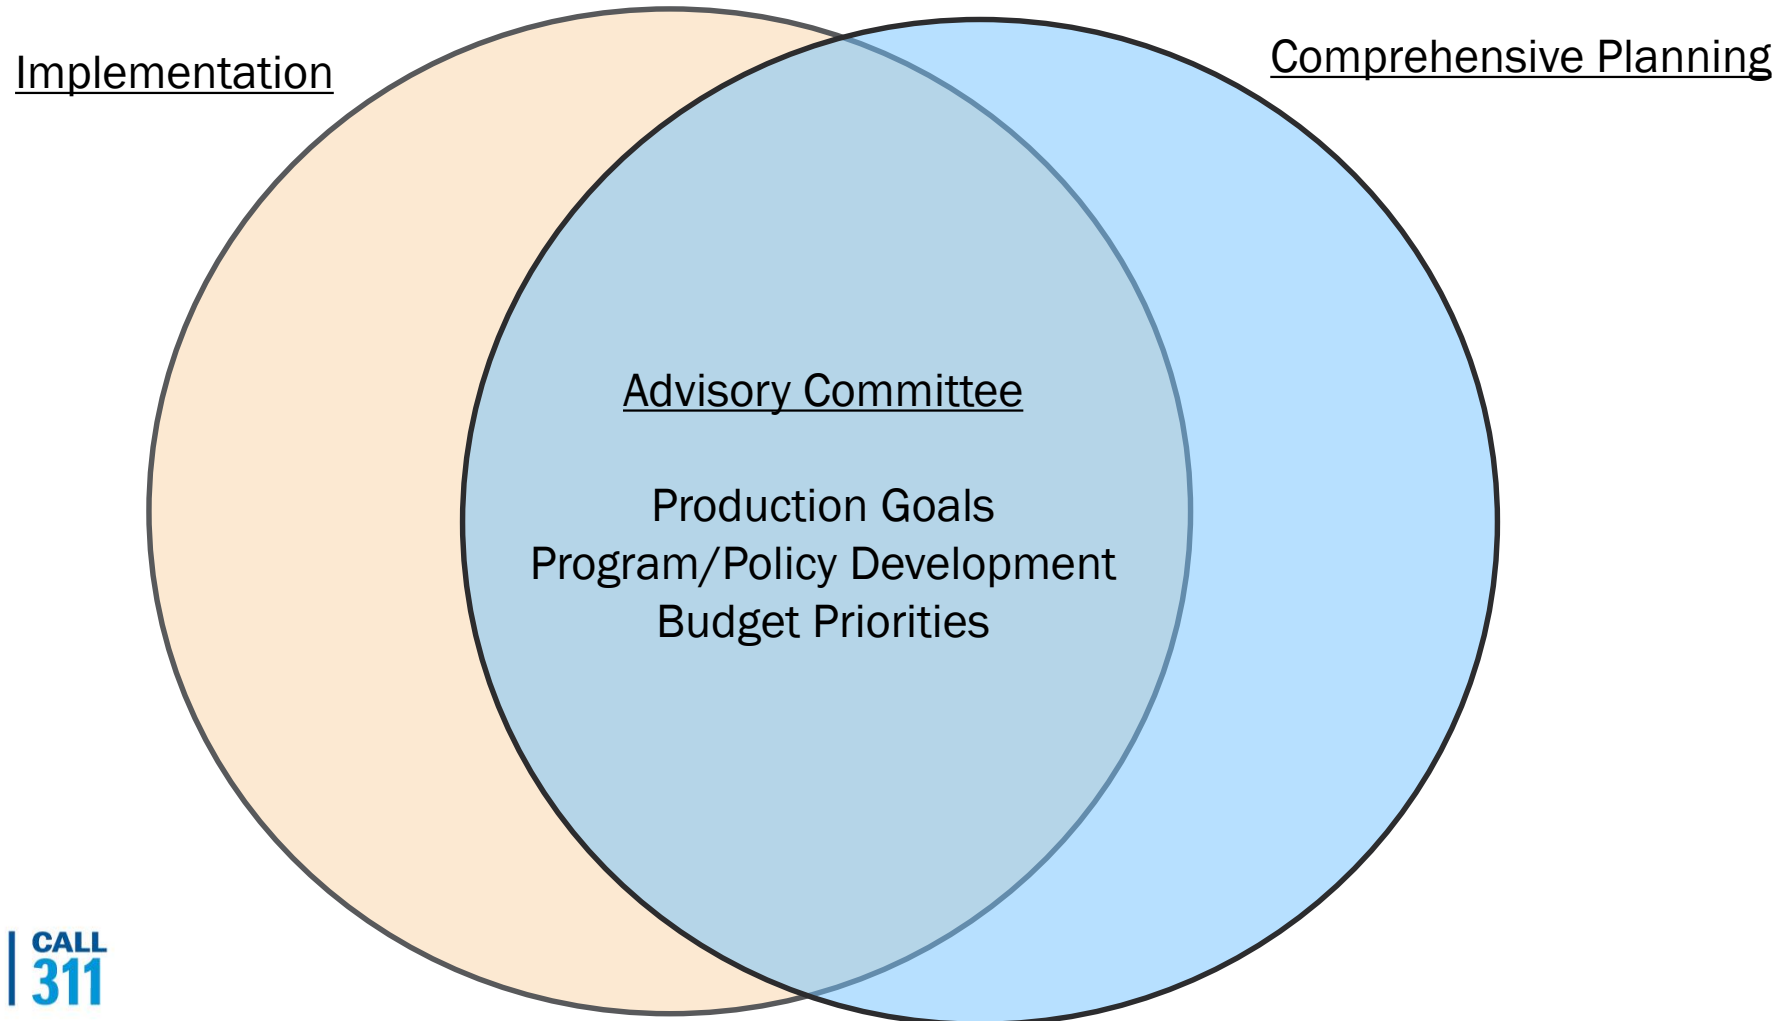 Implementation
Comprehensive Planning
Advisory Committee
Production Goals
Program/Policy Development
Budget Priorities
CALL
311